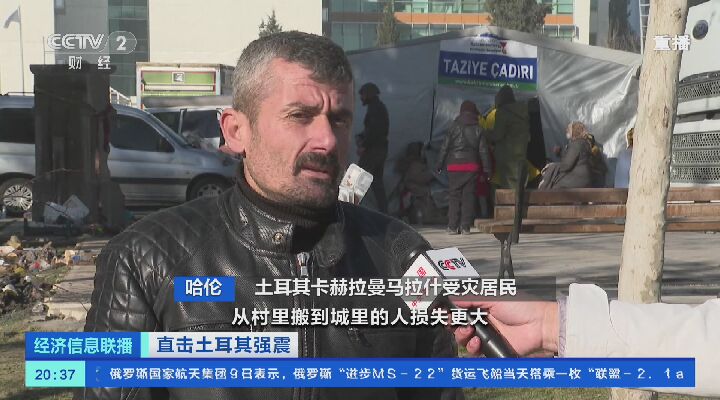 CCTV 2
财经
重播
TAZİYE ÇADIRI
CCTV
哈伦 土耳其卡赫拉曼马拉什受灾居民
从村里搬到城里的人损失更大
经济信息联播 直击土耳其强震
20:37 俄罗斯国家航天集团9日表示，俄罗斯“进步MS-22”货运飞船当天搭乘一枚“联盟-2.1a